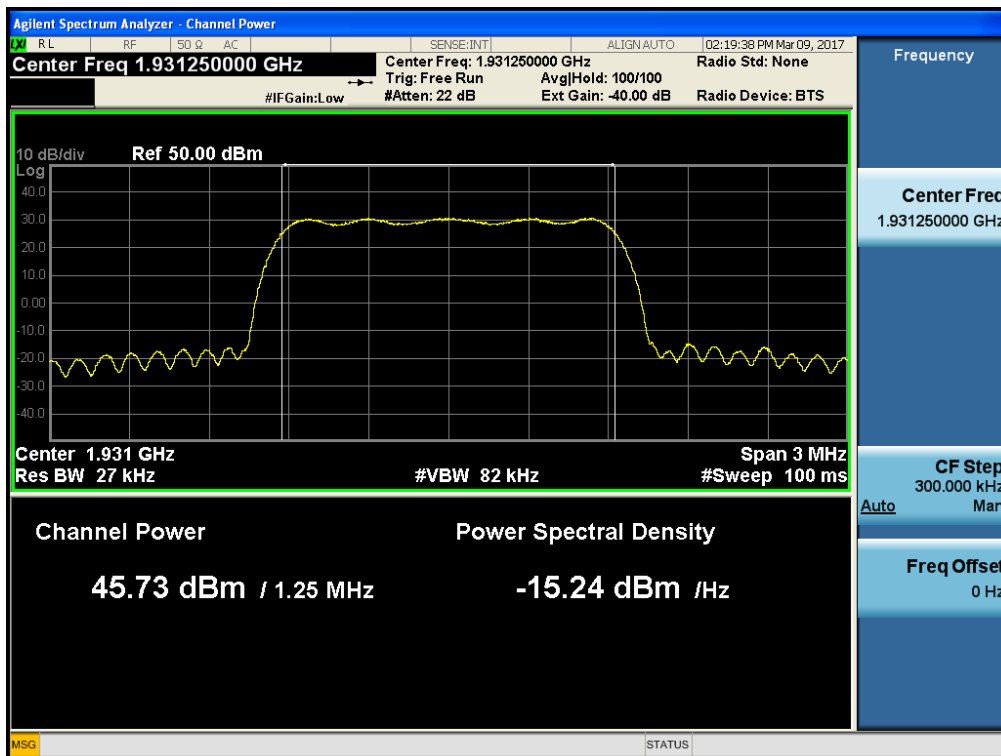 Agilent Spectrum Analyzer - Channel Power
LXI RL RF 50 Ω AC SENSE:INT ALIGN AUTO 02:19:38 PM Mar 09, 2017
Center Freq 1.931250000 GHz
#IFGain:Low
Center Freq: 1.931250000 GHz
Trig: Free Run Avg|Hold: 100/100
#Atten: 22 dB Ext Gain: -40.00 dB
Radio Std: None
Radio Device: BTS
10 dB/div Ref 50.00 dBm
Log
40.0
30.0
20.0
10.0
0.00
-10.0
-20.0
-30.0
-40.0
Center 1.931 GHz Span 3 MHz
Res BW 27 kHz #VBW 82 kHz #Sweep 100 ms
Channel Power Power Spectral Density
45.73 dBm / 1.25 MHz -15.24 dBm /Hz
MSG STATUS
Frequency
Center Freq
1.931250000 GHz
CF Step
300.000 kHz
Auto Man
Freq Offset
0 Hz